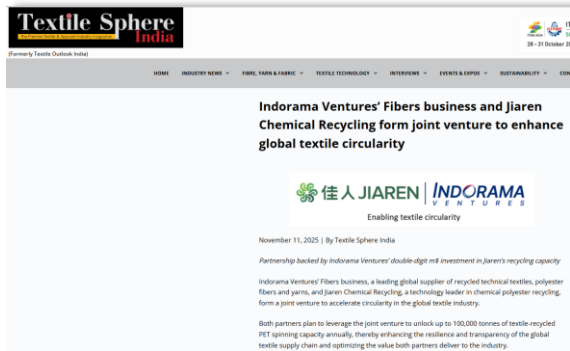 Textile Sphere
India
(Formerly Textile Outlook India)
28 – 31 October 20
HOME INDUSTRY NEWS FIBRE, YARN & FABRIC TEXTILE TECHNOLOGY INTERVIEWS EVENTS & EXPOS SUSTAINABILITY CON
Indorama Ventures’ Fibers business and Jiaren
Chemical Recycling form joint venture to enhance
global textile circularity
佳人 JIAREN | INDORAMA
VENTURES
Enabling textile circularity
November 11, 2025 | By Textile Sphere India
Partnership backed by Indorama Ventures’ double-digit m$ investment in Jiaren’s recycling capacity
Indorama Ventures’ Fibers business, a leading global supplier of recycled technical textiles, polyester
fibers and yarns, and Jiaren Chemical Recycling, a technology leader in chemical polyester recycling,
form a joint venture to accelerate circularity in the global textile industry.
Both partners plan to leverage the joint venture to unlock up to 100,000 tonnes of textile-recycled
PET spinning capacity annually, thereby enhancing the resilience and transparency of the global
textile supply chain and optimizing the value both partners deliver to the industry.